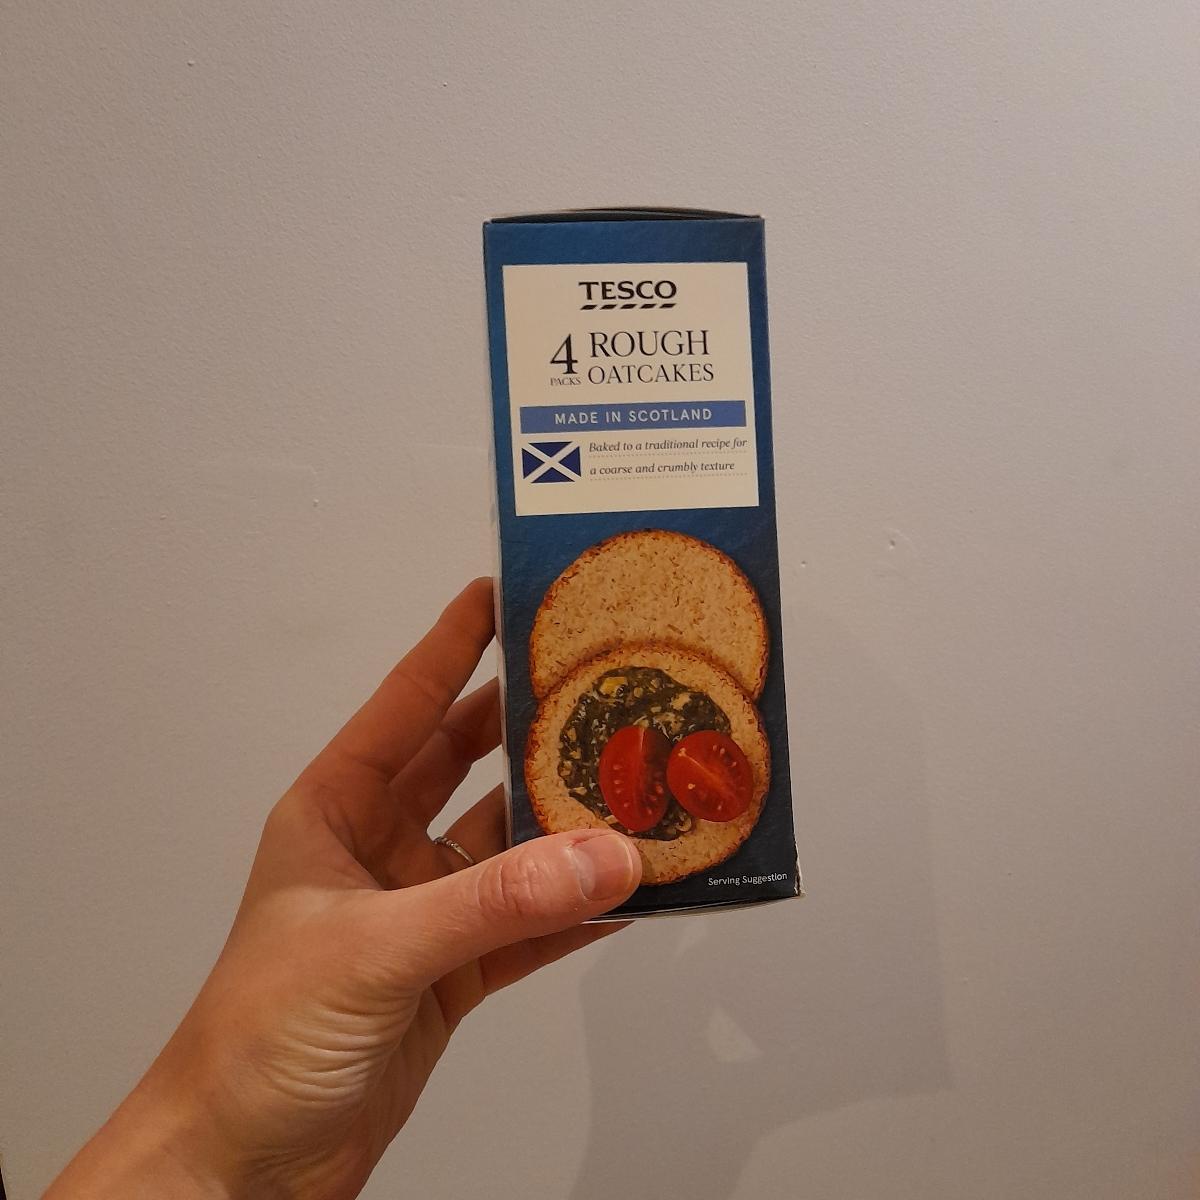 TESCO
4 ROUGH
PACKS OATCAKES
MADE IN SCOTLAND
Baked to a traditional recipe for
a coarse and crumbly texture
Serving Suggestion